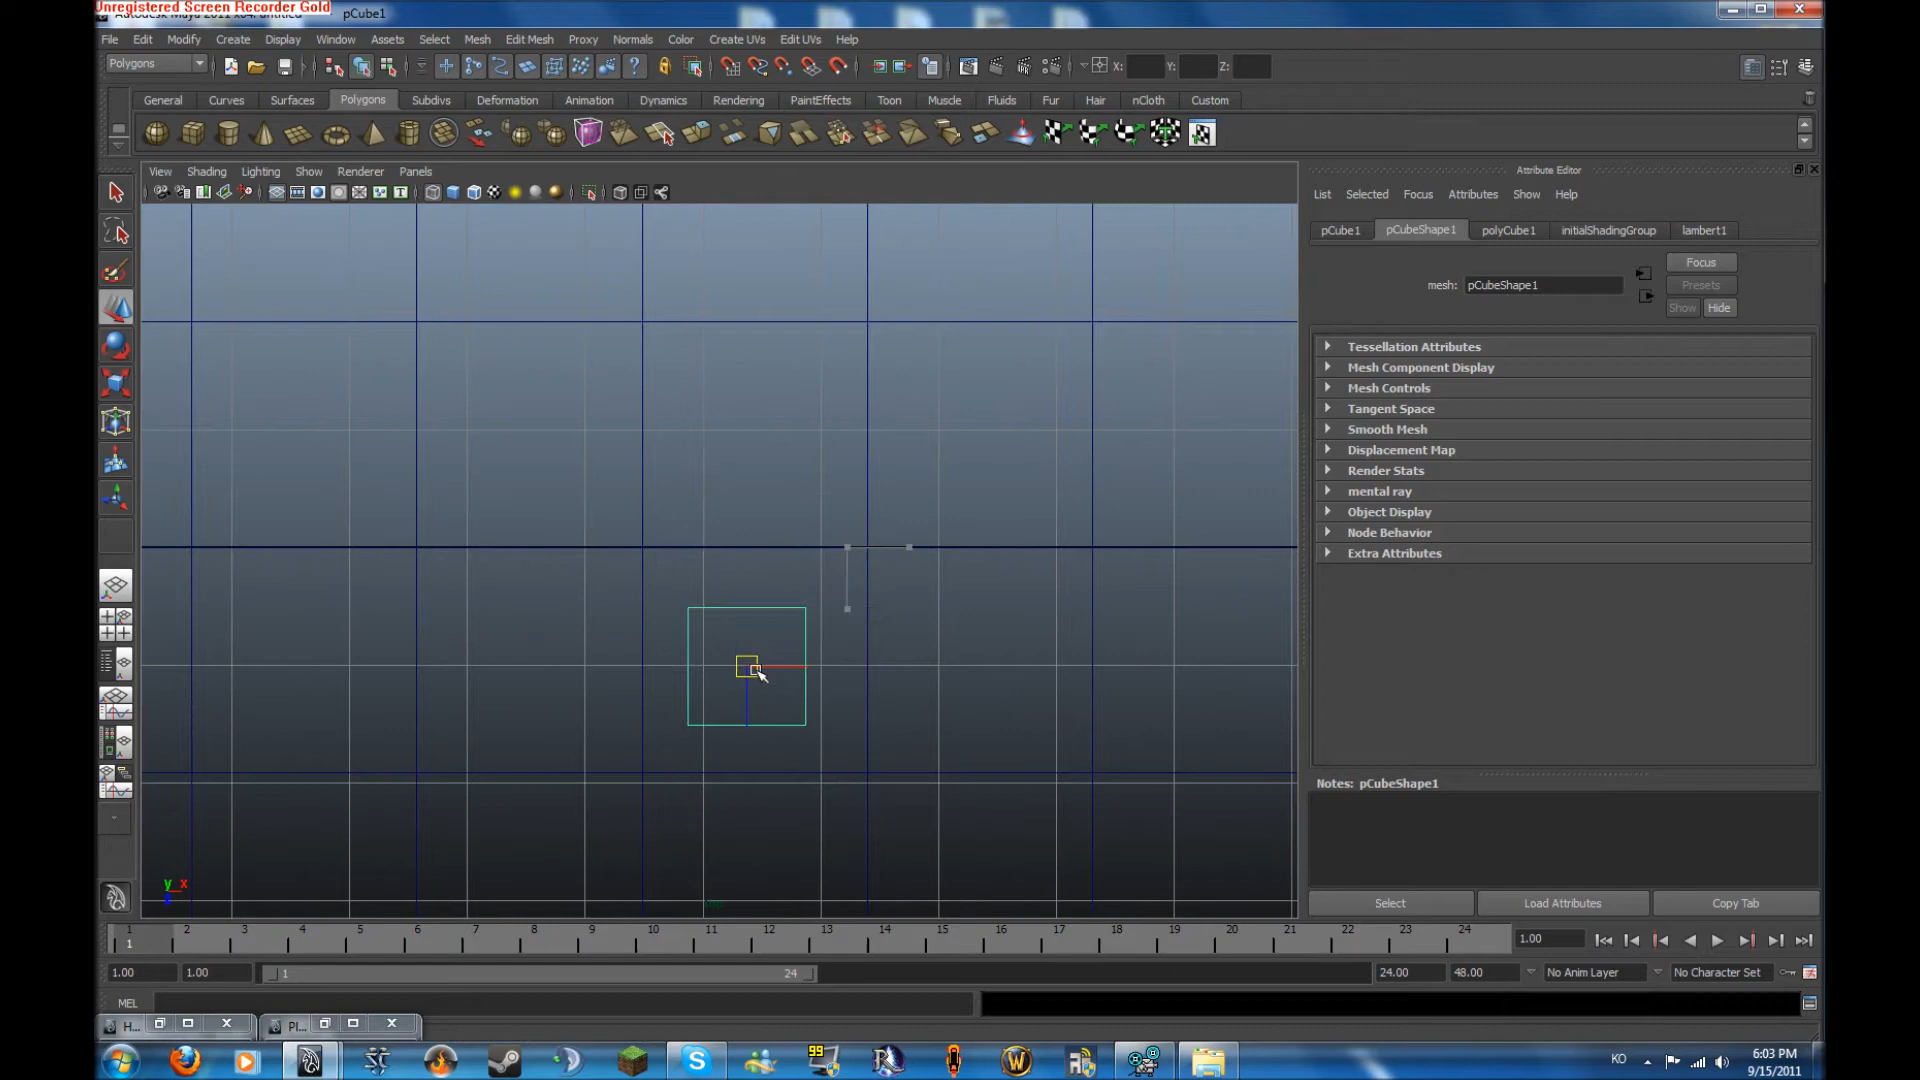 Unregistered Screen Recorder Gold
Autodesk Maya 2011 x64: untitled pCube1
File Edit Modify Create Display Window Assets Select Mesh Edit Mesh Proxy Normals Color Create UVs Edit UVs Help
Polygons X: Y: Z:
General Curves Surfaces Polygons Subdivs Deformation Animation Dynamics Rendering PaintEffects Toon Muscle Fluids Fur Hair nCloth Custom
View Shading Lighting Show Renderer Panels
Attribute Editor
List Selected Focus Attributes Show Help
pCube1 pCubeShape1 polyCube1 initialShadingGroup lambert1
Focus
mesh: pCubeShape1
Presets
Show Hide
Tessellation Attributes
Mesh Component Display
Mesh Controls
Tangent Space
Smooth Mesh
Displacement Map
Render Stats
mental ray
Object Display
Node Behavior
Extra Attributes
Notes: pCubeShape1
y x
Select Load Attributes Copy Tab
1 2 3 4 5 6 7 8 9 10 11 12 13 14 15 16 17 18 19 20 21 22 23 24
1 1.00
1.00 1.00 1 24 24.00 48.00 No Anim Layer No Character Set
MEL
H... Pl...
99
KO 6:03 PM
9/15/2011